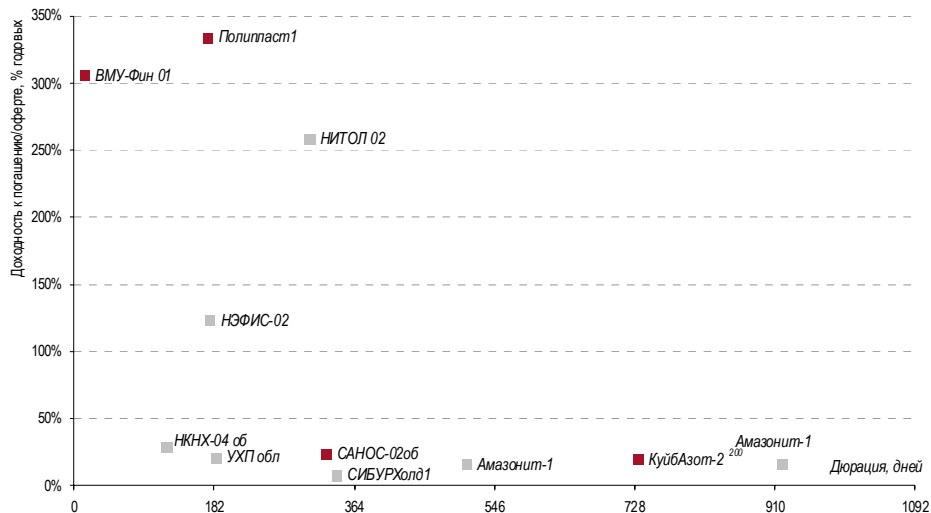 Доходность к погашению/оферте, % годовых
350%
Полипласт1
300%
ВМУ-Фин 01
НИТОЛ 02
250%
200%
150%
НЭФИС-02
100%
50%
НКНХ-04 об
Амазонит-1
УХП обл
САНОС-02об
КуйбАзот-2 200
Амазонит-1
Дюрация, дней
СИБУРХолд1
0%
0
182
364
546
728
910
1092